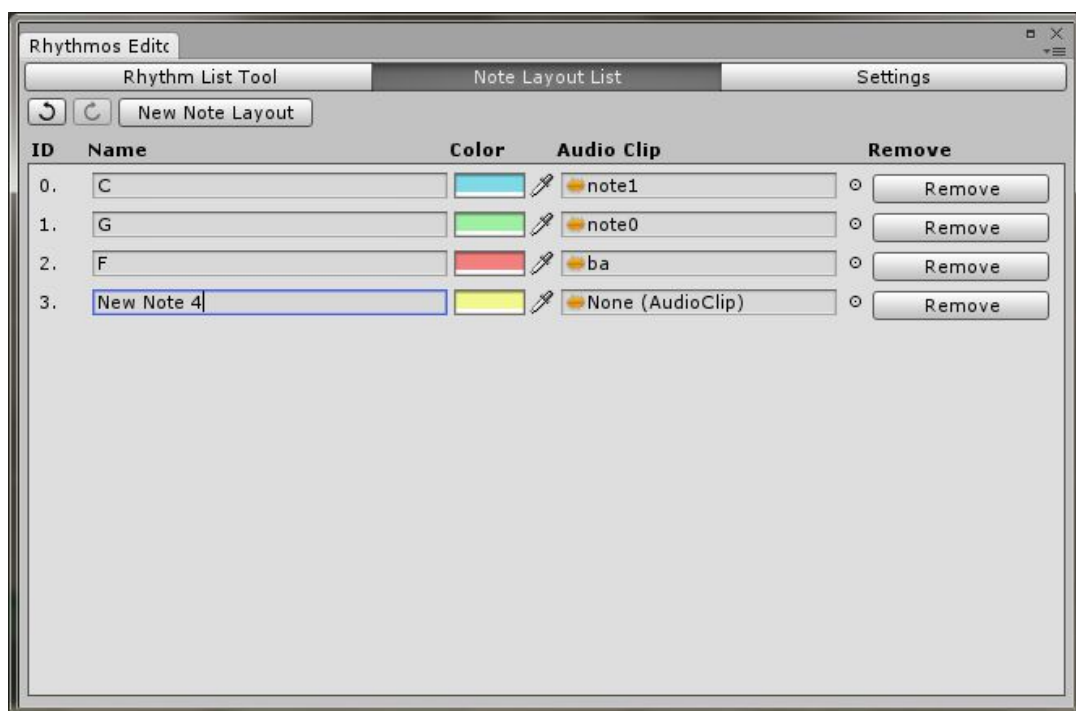 Rhythmos Edito
Rhythm List Tool Note Layout List Settings
New Note Layout
ID Name Color Audio Clip Remove
0. C note1 Remove
1. G note0 Remove
2. F ba Remove
3. New Note 4 None (AudioClip) Remove